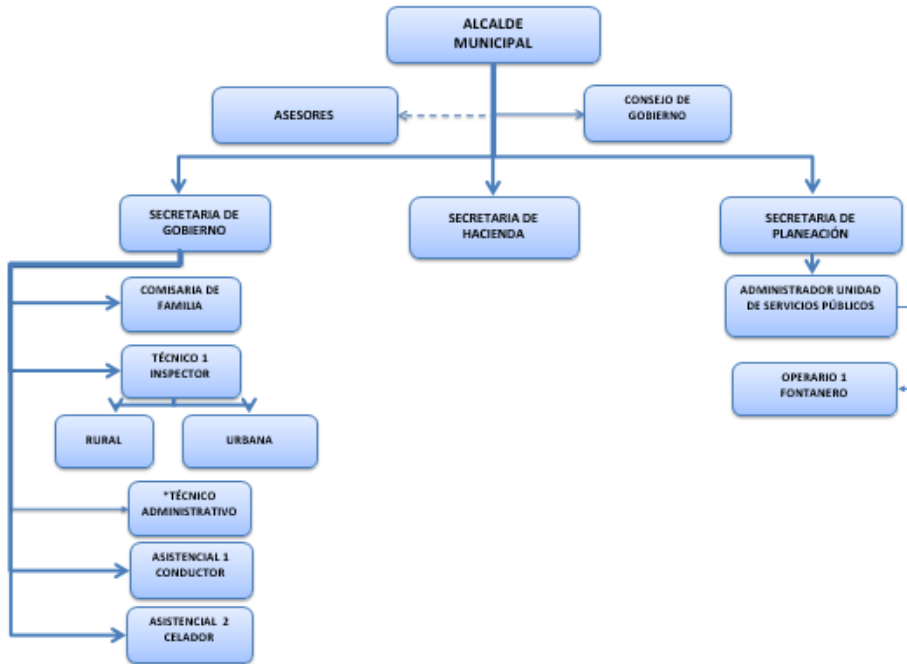 ALCALDE
MUNICIPAL
ASESORES
CONSEJO DE
GOBIERNO
SECRETARIA DE
GOBIERNO
SECRETARIA DE
HACIENDA
SECRETARIA DE
PLANEACIÓN
COMISARIA DE
FAMILIA
ADMINISTRADOR UNIDAD
DE SERVICIOS PÚBLICOS
TÉCNICO 1
INSPECTOR
OPERARIO 1
FONTANERO
RURAL
URBANA
*TÉCNICO
ADMINISTRATIVO
ASISTENCIAL 1
CONDUCTOR
ASISTENCIAL 2
CELADOR